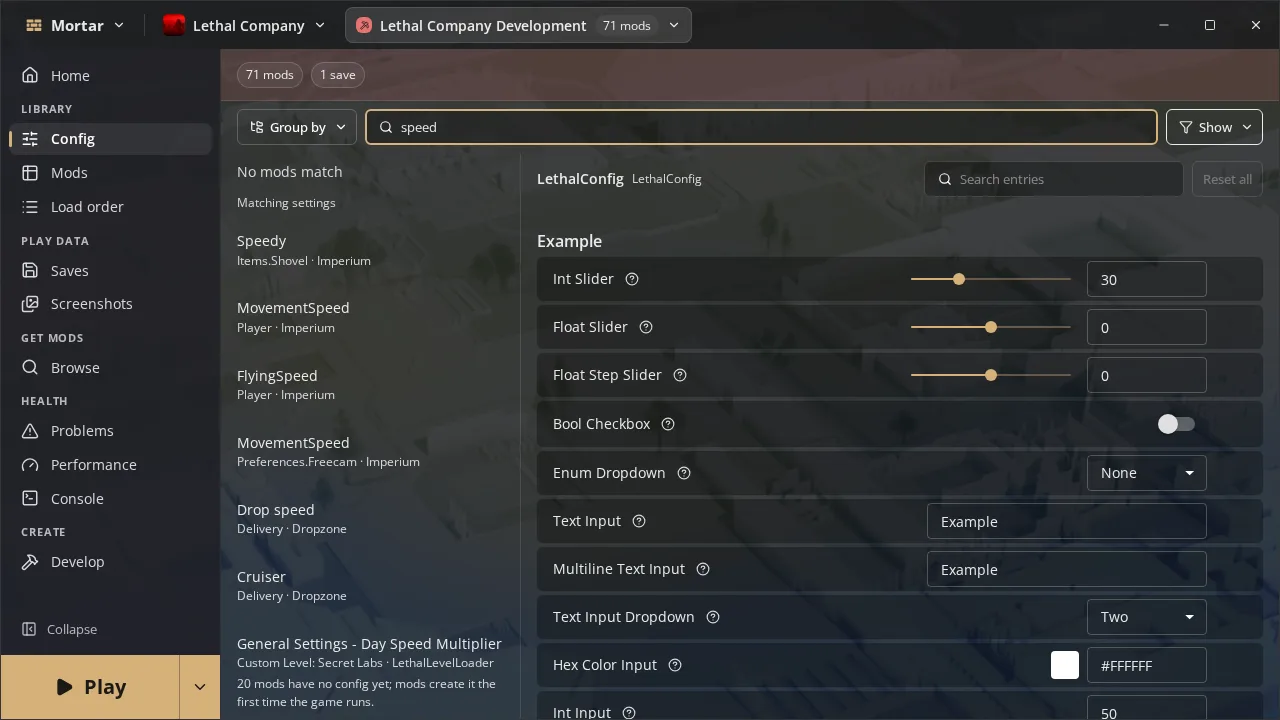 Mortar
Lethal Company
Lethal Company Development 71 mods
Home
LIBRARY
Config
Mods
Load order
PLAY DATA
Saves
Screenshots
GET MODS
Browse
HEALTH
Problems
Performance
Console
CREATE
Develop
Collapse
Play
71 mods
1 save
Group by
speed
Show
No mods match
Matching settings
Speedy
Items.Shovel · Imperium
MovementSpeed
Player · Imperium
FlyingSpeed
Player · Imperium
MovementSpeed
Preferences.Freecam · Imperium
Drop speed
Delivery · Dropzone
Cruiser
Delivery · Dropzone
General Settings - Day Speed Multiplier
Custom Level: Secret Labs · LethalLevelLoader
20 mods have no config yet; mods create it the
first time the game runs.
LethalConfig LethalConfig
Search entries
Reset all
Example
Int Slider 30
Float Slider 0
Float Step Slider 0
Bool Checkbox
Enum Dropdown None
Text Input Example
Multiline Text Input Example
Text Input Dropdown Two
Hex Color Input #FFFFFF
Int Input 50